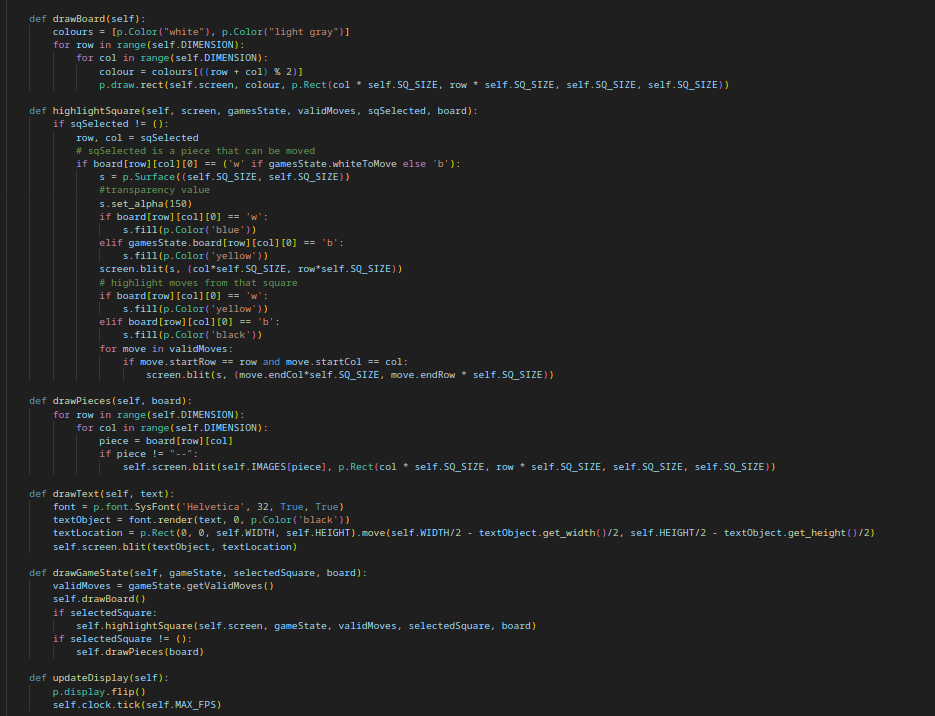 def drawBoard(self):
    colours = [p.Color("white"), p.Color("light gray")]
    for row in range(self.DIMENSION):
        for col in range(self.DIMENSION):
            colour = colours[((row + col) % 2)]
            p.draw.rect(self.screen, colour, p.Rect(col * self.SQ_SIZE, row * self.SQ_SIZE, self.SQ_SIZE, self.SQ_SIZE))

def highlightSquare(self, screen, gamesState, validMoves, sqSelected, board):
    if sqSelected != ():
        row, col = sqSelected
        # sqSelected is a piece that can be moved
        if board[row][col][0] == ('w' if gamesState.whiteToMove else 'b'):
            s = p.Surface((self.SQ_SIZE, self.SQ_SIZE))
            #transparency value
            s.set_alpha(150)
            if board[row][col][0] == 'w':
                s.fill(p.Color('blue'))
            elif gamesState.board[row][col][0] == 'b':
                s.fill(p.Color('yellow'))
            screen.blit(s, (col*self.SQ_SIZE, row*self.SQ_SIZE))
            # highlight moves from that square
            if board[row][col][0] == 'w':
                s.fill(p.Color('yellow'))
            elif board[row][col][0] == 'b':
                s.fill(p.Color('black'))
            for move in validMoves:
                if move.startRow == row and move.startCol == col:
                    screen.blit(s, (move.endCol*self.SQ_SIZE, move.endRow * self.SQ_SIZE))

def drawPieces(self, board):
    for row in range(self.DIMENSION):
        for col in range(self.DIMENSION):
            piece = board[row][col]
            if piece != "--":
                self.screen.blit(self.IMAGES[piece], p.Rect(col * self.SQ_SIZE, row * self.SQ_SIZE, self.SQ_SIZE, self.SQ_SIZE))

def drawText(self, text):
    font = p.font.SysFont('Helvetica', 32, True, True)
    textObject = font.render(text, 0, p.Color('black'))
    textLocation = p.Rect(0, 0, self.WIDTH, self.HEIGHT).move(self.WIDTH/2 - textObject.get_width()/2, self.HEIGHT/2 - textObject.get_height()/2)
    self.screen.blit(textObject, textLocation)

def drawGameState(self, gameState, selectedSquare, board):
    validMoves = gameState.getValidMoves()
    self.drawBoard()
    if selectedSquare:
        self.highlightSquare(self.screen, gameState, validMoves, selectedSquare, board)
    if selectedSquare != ():
        self.drawPieces(board)

def updateDisplay(self):
    p.display.flip()
    self.clock.tick(self.MAX_FPS)